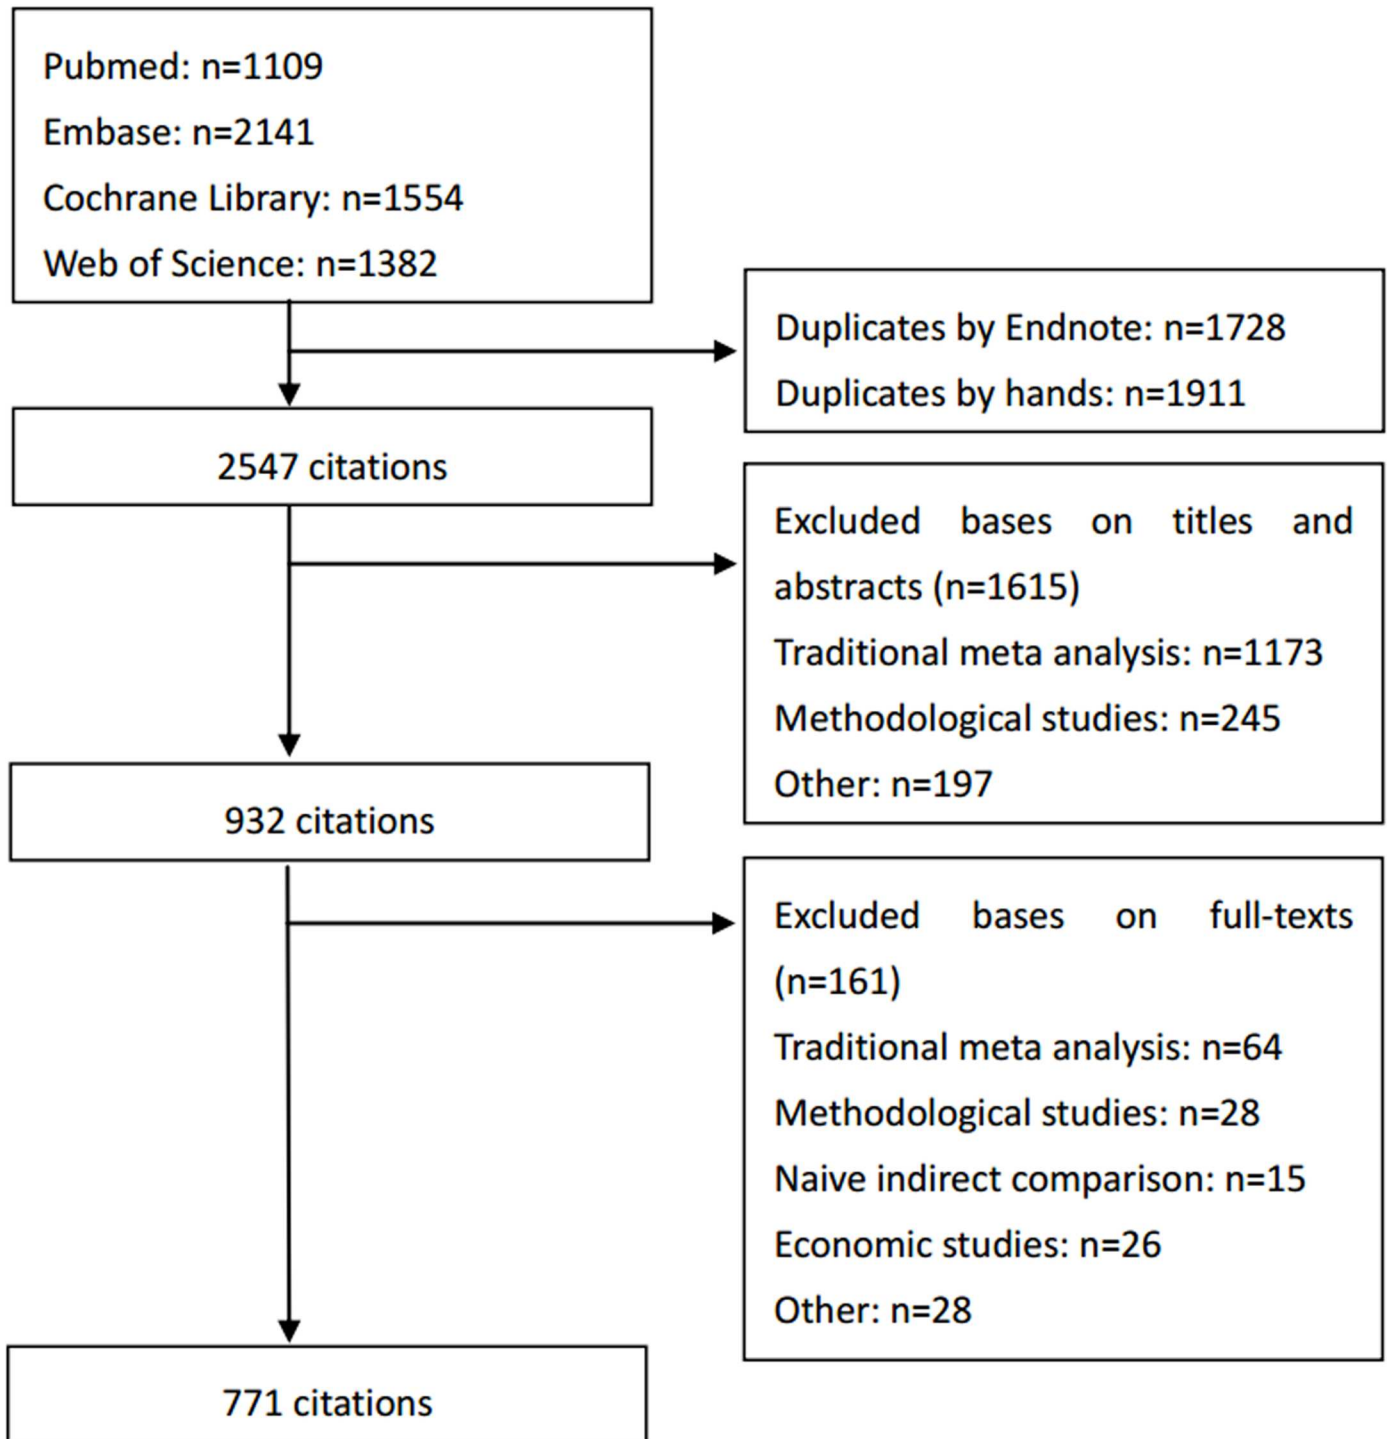 Pubmed: n=1109
Embase: n=2141
Cochrane Library: n=1554
Web of Science: n=1382
Duplicates by Endnote: n=1728
Duplicates by hands: n=1911
2547 citations
Excluded bases on titles and
abstracts (n=1615)
Traditional meta analysis: n=1173
Methodological studies: n=245
Other: n=197
932 citations
Excluded bases on full-texts
(n=161)
Traditional meta analysis: n=64
Methodological studies: n=28
Naive indirect comparison: n=15
Economic studies: n=26
Other: n=28
771 citations